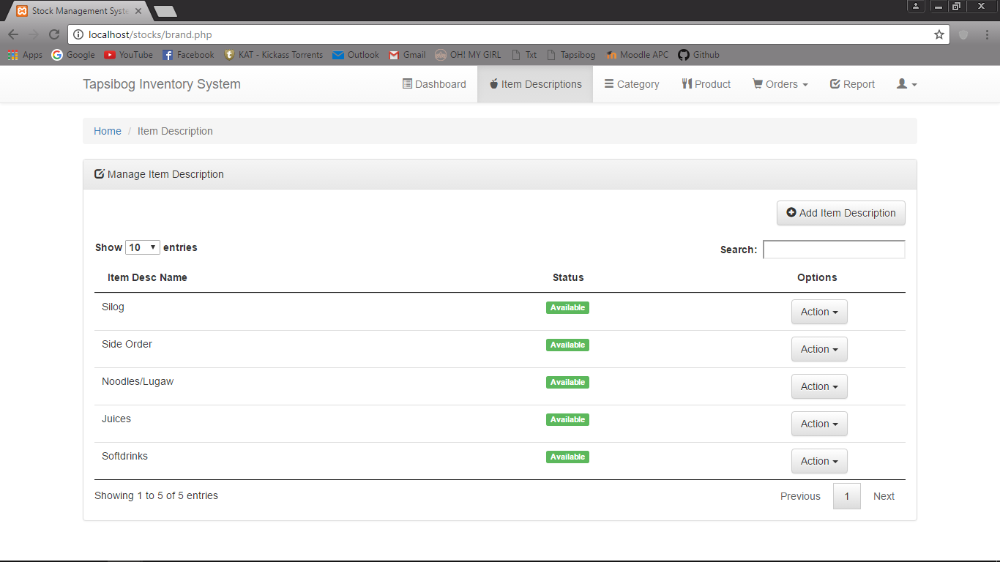 Stock Management Syste
localhost/stocks/brand.php
Apps Google YouTube Facebook KAT - Kickass Torrents Outlook Gmail OH! MY GIRL Txt Tapsibog Moodle APC Github
Tapsibog Inventory System Dashboard Item Descriptions Category Product Orders Report
Home / Item Description
Manage Item Description
Add Item Description
Show 10 entries Search:
Item Desc Name Status Options
Silog Available Action
Side Order Available Action
Noodles/Lugaw Available Action
Juices Available Action
Softdrinks Available Action
Showing 1 to 5 of 5 entries Previous 1 Next